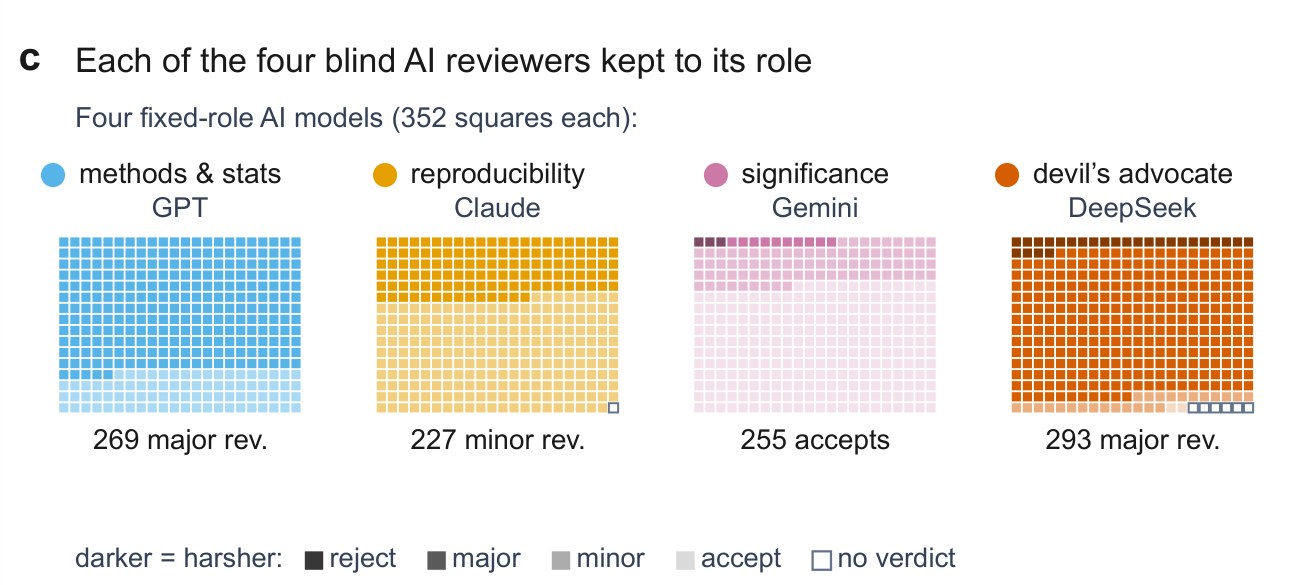 c Each of the four blind AI reviewers kept to its role
Four fixed-role AI models (352 squares each):
methods & stats
GPT
reproducibility
Claude
significance
Gemini
devil’s advocate
DeepSeek
269 major rev.
227 minor rev.
255 accepts
293 major rev.
darker = harsher: reject major minor accept no verdict